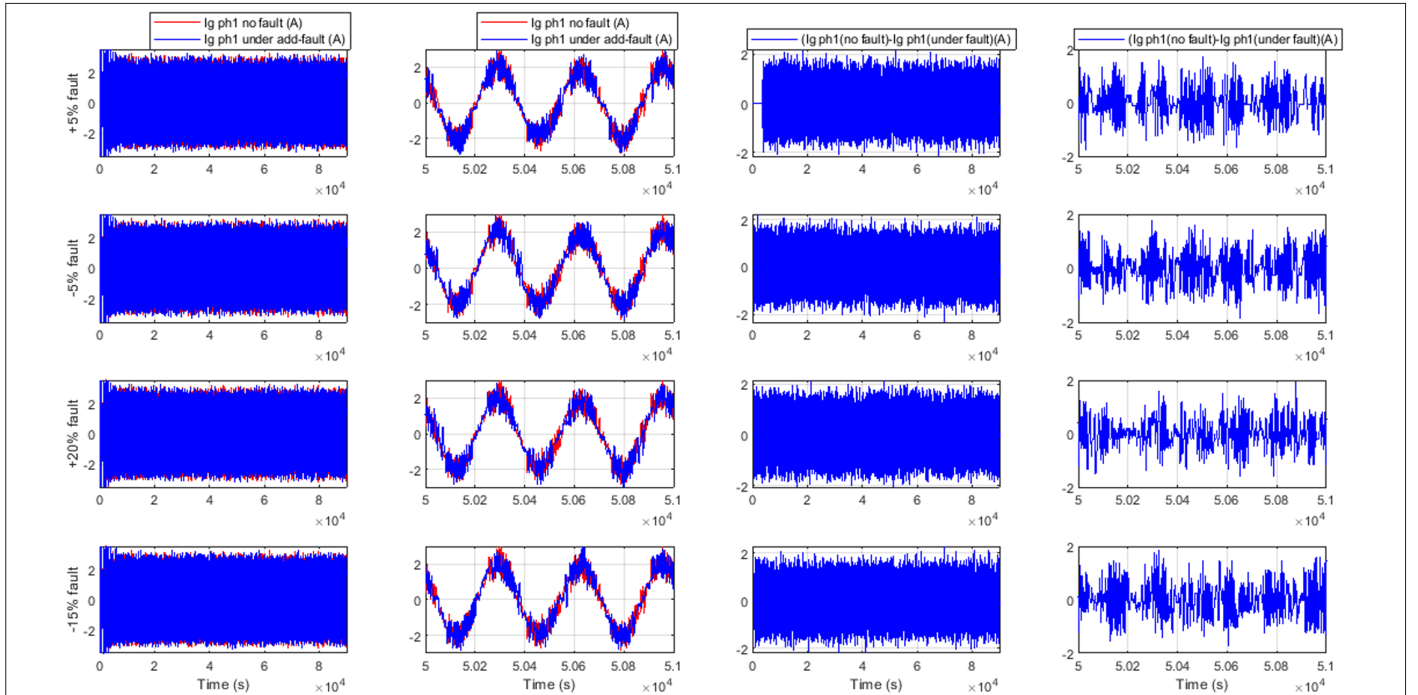 Ig ph1 no fault (A)
Ig ph1 under add-fault (A)
Ig ph1 no fault (A)
Ig ph1 under add-fault (A)
(Ig ph1(no fault)-Ig ph1(under fault)(A)
(Ig ph1(no fault)-Ig ph1(under fault)(A)
+5% fault
2
0
-2
0 2 4 6 8
×10^4
2
0
-2
5 5.02 5.04 5.06 5.08 5.1
×10^4
2
0
-2
0 2 4 6 8
×10^4
2
0
-2
5 5.02 5.04 5.06 5.08 5.1
×10^4
-5% fault
2
0
-2
0 2 4 6 8
×10^4
2
0
-2
5 5.02 5.04 5.06 5.08 5.1
×10^4
2
0
-2
0 2 4 6 8
×10^4
2
0
-2
5 5.02 5.04 5.06 5.08 5.1
×10^4
+20% fault
2
0
-2
0 2 4 6 8
×10^4
2
0
-2
5 5.02 5.04 5.06 5.08 5.1
×10^4
2
0
-2
0 2 4 6 8
×10^4
2
0
-2
5 5.02 5.04 5.06 5.08 5.1
×10^4
-15% fault
2
0
-2
0 2 4 6 8
Time (s) ×10^4
2
0
-2
5 5.02 5.04 5.06 5.08 5.1
Time (s) ×10^4
2
0
-2
0 2 4 6 8
Time (s) ×10^4
2
0
-2
5 5.02 5.04 5.06 5.08 5.1
Time (s) ×10^4